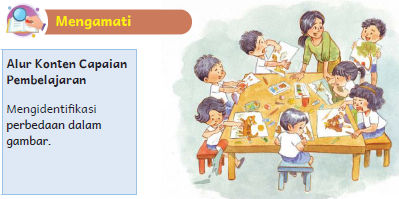 Mengamati
Alur Konten Capaian
Pembelajaran
Mengidentifikasi
perbedaan dalam
gambar.